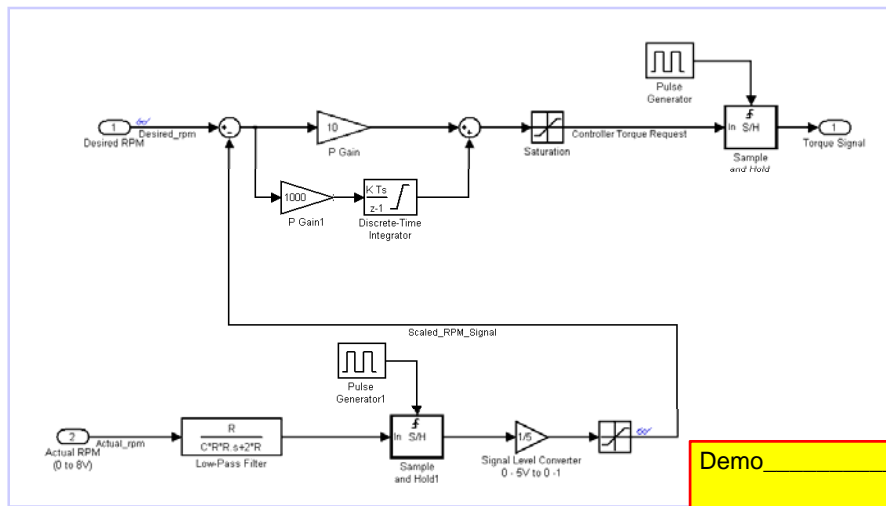 Pulse
Generator
1
Desired RPM
Desired_rpm
10
P Gain
Saturation
Controller Torque Request
In
S/H
Sample
and Hold
1
Torque Signal
1000
P Gain1
K Ts
z-1
Discrete-Time
Integrator
Scaled_RPM_Signal
Pulse
Generator1
2
Actual RPM
(0 to 8V)
Actual_rpm
R
C*R*R.s+2*R
Low-Pass Filter
In
S/H
Sample
and Hold1
1/5
Signal Level Converter
0 - 5V to 0 -1
Demo__________